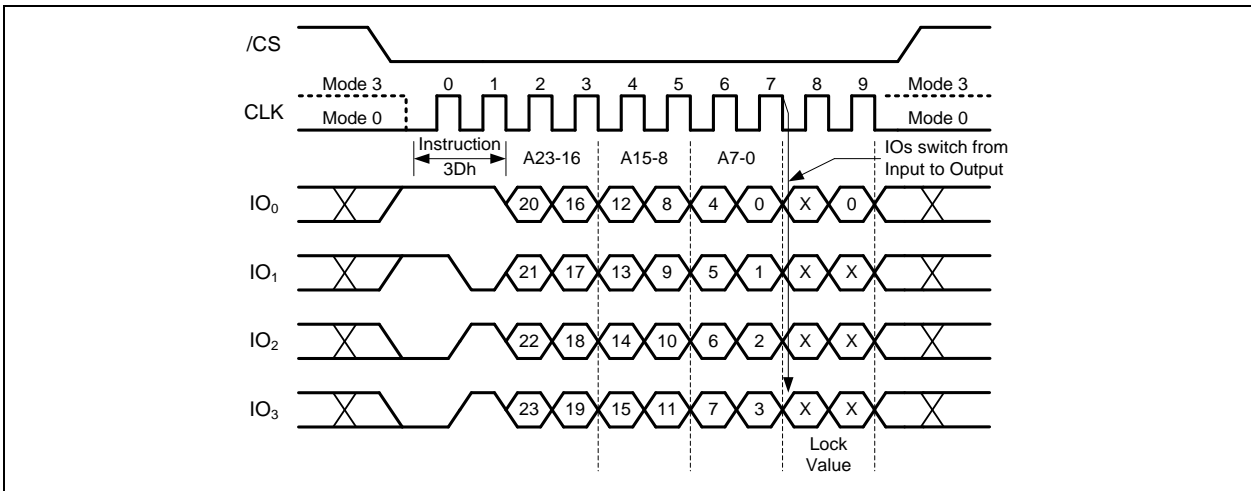 /CS
Mode 3 0 1 2 3 4 5 6 7 8 9 Mode 3
CLK Mode 0 Mode 0
Instruction A23-16 A15-8 A7-0 IOs switch from
3Dh Input to Output
IO₀ 20 16 12 8 4 0 X 0
IO₁ 21 17 13 9 5 1 X X
IO₂ 22 18 14 10 6 2 X X
IO₃ 23 19 15 11 7 3 X X
Lock
Value